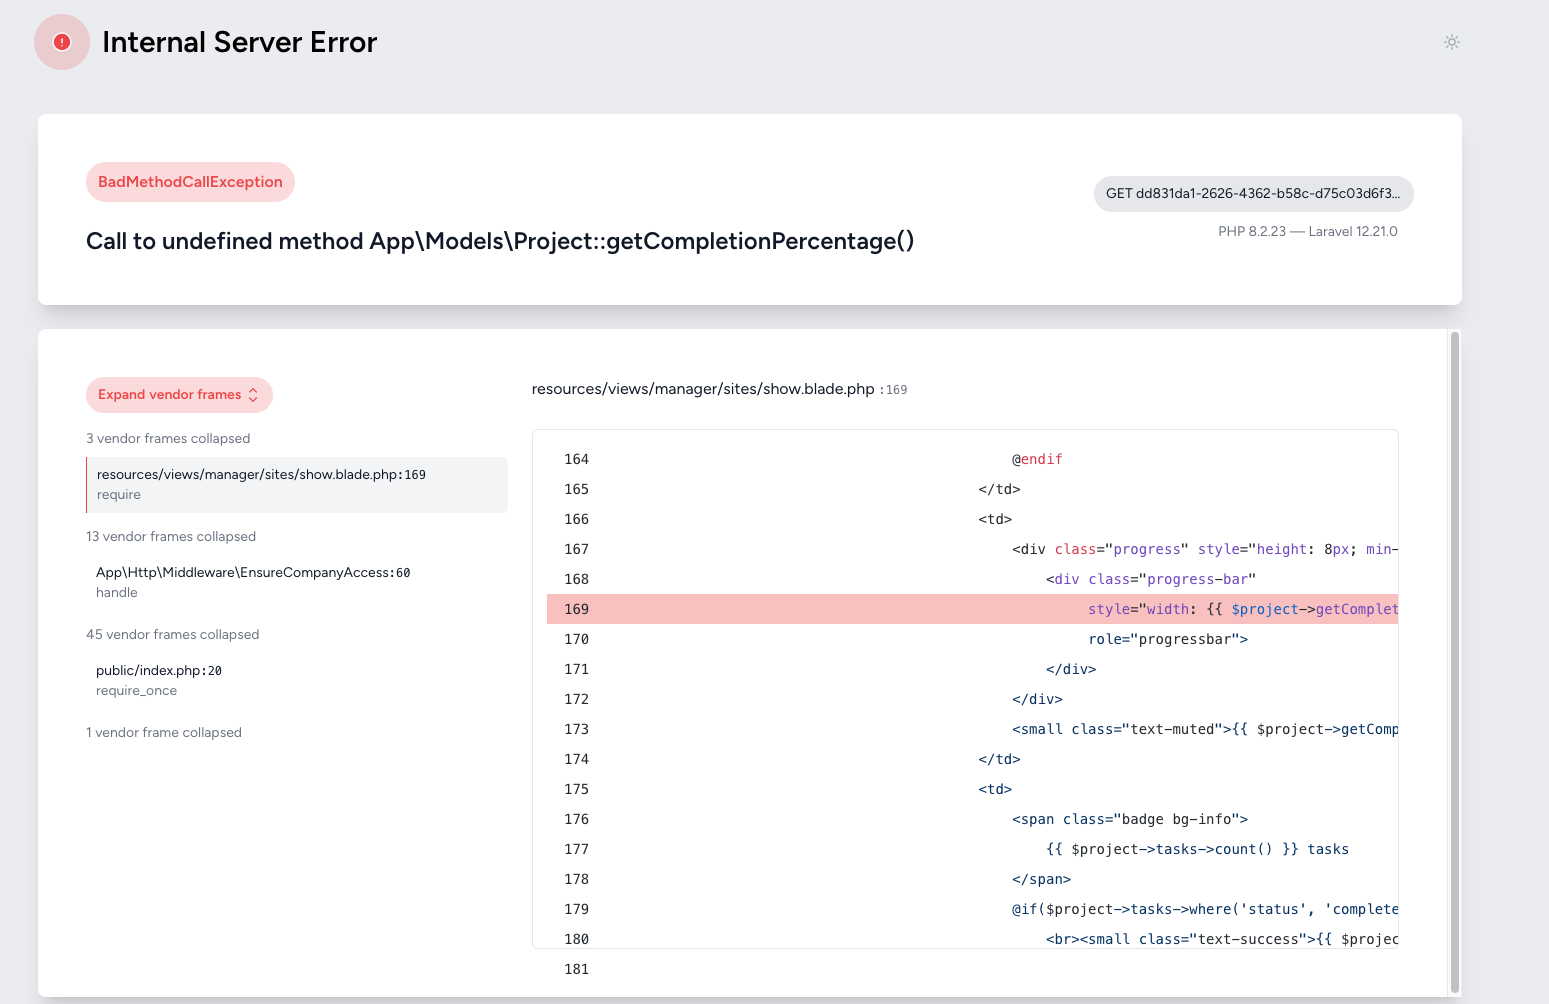 Internal Server Error
BadMethodCallException
GET dd831da1-2626-4362-b58c-d75c03d6f3...
Call to undefined method App\Models\Project::getCompletionPercentage()
PHP 8.2.23 — Laravel 12.21.0
Expand vendor frames
3 vendor frames collapsed
resources/views/manager/sites/show.blade.php:169
require
13 vendor frames collapsed
App\Http\Middleware\EnsureCompanyAccess:60
handle
45 vendor frames collapsed
public/index.php:20
require_once
1 vendor frame collapsed
resources/views/manager/sites/show.blade.php :169
164 @endif
165 </td>
166 <td>
167 <div class="progress" style="height: 8px; min-
168 <div class="progress-bar"
169 style="width: {{ $project->getComplet
170 role="progressbar">
171 </div>
172 </div>
173 <small class="text-muted">{{ $project->getComp
174 </td>
175 <td>
176 <span class="badge bg-info">
177 {{ $project->tasks->count() }} tasks
178 </span>
179 @if($project->tasks->where('status', 'complete
180 <br><small class="text-success">{{ $projec
181